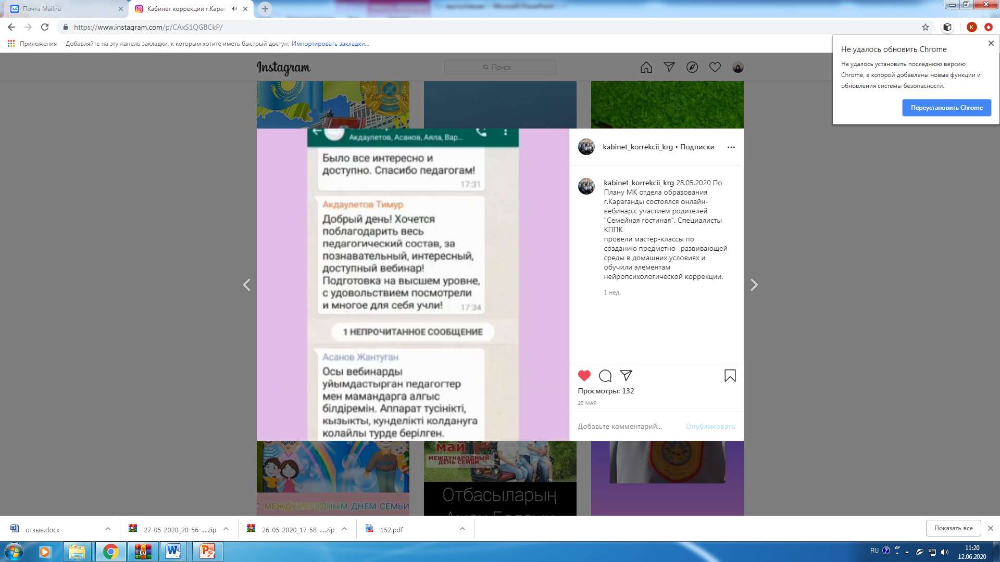 Почта Mail.ru
Кабинет коррекции г.Карага
https://www.instagram.com/p/CAxS1QGBCkP/
K
Приложения
Добавляйте на эту панель закладки, к которым хотите иметь быстрый доступ. Импортировать закладки...
Не удалось обновить Chrome
Не удалось установить последнюю версию
Chrome, в которой добавлены новые функции и
обновления системы безопасности.
Переустановить Chrome
Instagram
Поиск
Акдаулетов, Асанов, Аяла, Вар...
Было все интересно и
доступно. Спасибо педагогам!
17:31
Акдаулетов Тимур
Добрый день! Хочется
поблагодарить весь
педагогический состав, за
познавательный, интересный,
доступный вебинар!
Подготовка на высшем уровне,
с удовольствием посмотрели
и многое для себя учли!
17:34
1 НЕПРОЧИТАННОЕ СООБЩЕНИЕ
Асанов Жантуган
Осы вебинарды
уйымдастырган педагогтер
мен мамандарга алгыс
білдіремін. Аппарат тусінікті,
кызыкты, кунделікті колдануга
колайлы турде берілген.
kabinet_korrekcii_krg • Подписки
kabinet_korrekcii_krg 28.05.2020 По
Плану МК отдела образования
г.Караганды состоялся онлайн-
вебинар,с участием родителей
"Семейная гостиная". Специалисты
КППК
провели мастер-классы по
созданию предметно- развивающей
среды в домашних условиях и
обучили элементам
нейропсихологической коррекции.
1 нед.
Просмотры: 132
29 МАЯ
Добавьте комментарий...
Опубликовать
С МЕЖДУНАРОДНЫМ ДНЕМ СЕМЬИ
май
МЕЖДУНАРОДНЫЙ
ДЕНЬ СЕМЬИ
Отбасыларың
отзыв.docx
27-05-2020_20-56-....zip
26-05-2020_17-58-....zip
152.pdf
Показать все
RU
11:20
12.06.2020